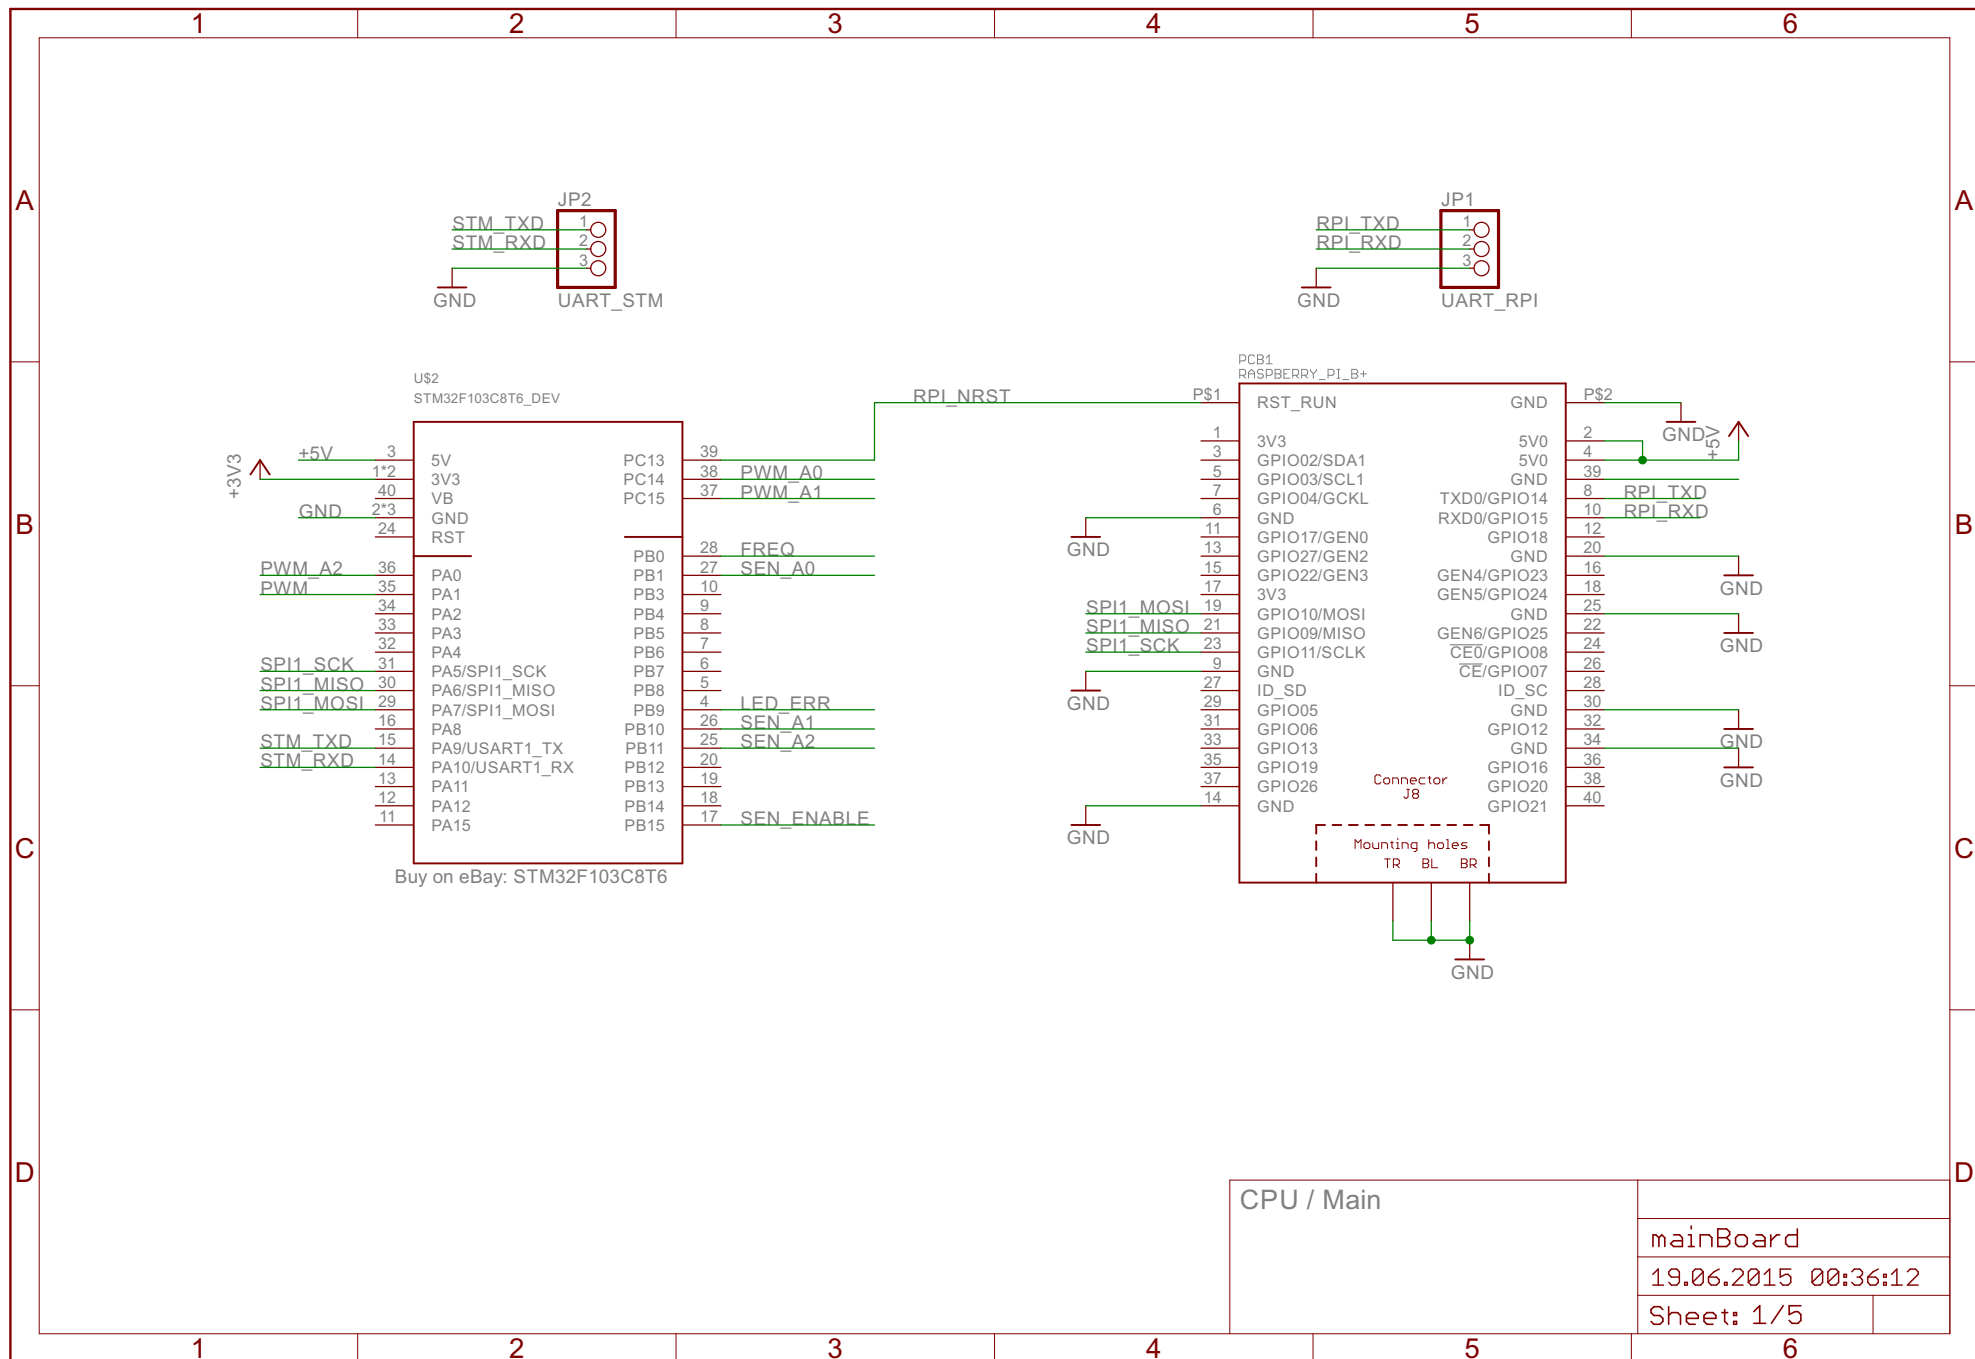 1 2 3 4 5 6
A A
JP2
STM_TXD 1
STM_RXD 2
3
GND
UART_STM
JP1
RPI_TXD 1
RPI_RXD 2
3
GND
UART_RPI
U$2
STM32F103C8T6_DEV
+3V3
+5V 3 5V
1*2 3V3
40 VB
GND 2*3 GND
24 RST
PWM_A2 36 PA0
PWM 35 PA1
34 PA2
33 PA3
32 PA4
SPI1_SCK 31 PA5/SPI1_SCK
SPI1_MISO 30 PA6/SPI1_MISO
SPI1_MOSI 29 PA7/SPI1_MOSI
16 PA8
STM_TXD 15 PA9/USART1_TX
STM_RXD 14 PA10/USART1_RX
13 PA11
12 PA12
11 PA15
PC13 39
PC14 38 PWM_A0
PC15 37 PWM_A1
PB0 28 FREQ
PB1 27 SEN_A0
PB3 10
PB4 9
PB5 8
PB6 7
PB7 6
PB8 5
PB9 4 LED_ERR
PB10 26 SEN_A1
PB11 25 SEN_A2
PB12 20
PB13 19
PB14 18
PB15 17 SEN_ENABLE
Buy on eBay: STM32F103C8T6
RPI_NRST
PCB1
RASPBERRY_PI_B+
P$1 RST_RUN
1 3V3
3 GPIO02/SDA1
5 GPIO03/SCL1
7 GPIO04/GCKL
6 GND
GND
11 GPIO17/GEN0
13 GPIO27/GEN2
15 GPIO22/GEN3
17 3V3
SPI1_MOSI 19 GPIO10/MOSI
SPI1_MISO 21 GPIO09/MISO
SPI1_SCK 23 GPIO11/SCLK
9 GND
GND
27 ID_SD
29 GPIO05
31 GPIO06
33 GPIO13
35 GPIO19
37 GPIO26
14 GND
GND
GND P$2
GND
+5V
5V0 2
5V0 4
GND 39
TXD0/GPIO14 8 RPI_TXD
RXD0/GPIO15 10 RPI_RXD
GPIO18 12
GND 20
GND
GEN4/GPIO23 16
GEN5/GPIO24 18
GND 25
GND
GEN6/GPIO25 22
CE0/GPIO08 24
CE/GPIO07 26
ID_SC 28
GND 30
GND
GPIO12 32
GND 34
GND
GPIO16 36
GPIO20 38
GPIO21 40
Connector
J8
Mounting holes
TR BL BR
GND
B B
C C
D D
CPU / Main
mainBoard
19.06.2015 00:36:12
Sheet: 1/5
1 2 3 4 5 6